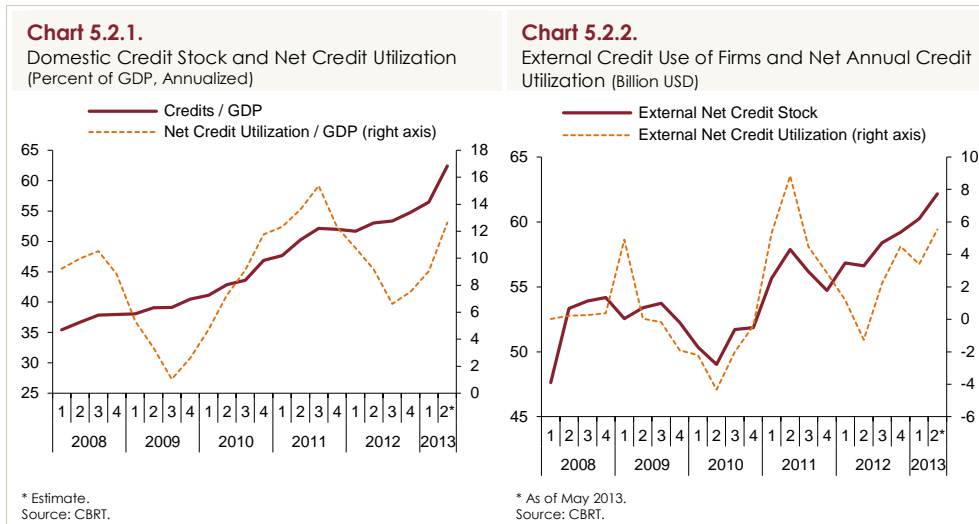 Chart 5.2.1.
Domestic Credit Stock and Net Credit Utilization
(Percent of GDP, Annualized)
Credits / GDP
Net Credit Utilization / GDP (right axis)
65
60
55
50
45
40
35
30
25
18
16
14
12
10
8
6
4
2
0
1 2 3 4 1 2 3 4 1 2 3 4 1 2 3 4 1 2 3 4 1 2*
2008 2009 2010 2011 2012 2013
* Estimate.
Source: CBRT.
Chart 5.2.2.
External Credit Use of Firms and Net Annual Credit
Utilization (Billion USD)
External Net Credit Stock
External Net Credit Utilization (right axis)
65
60
55
50
45
10
8
6
4
2
0
-2
-4
-6
1 2 3 4 1 2 3 4 1 2 3 4 1 2 3 4 1 2 3 4 1 2*
2008 2009 2010 2011 2012 2013
* As of May 2013.
Source: CBRT.